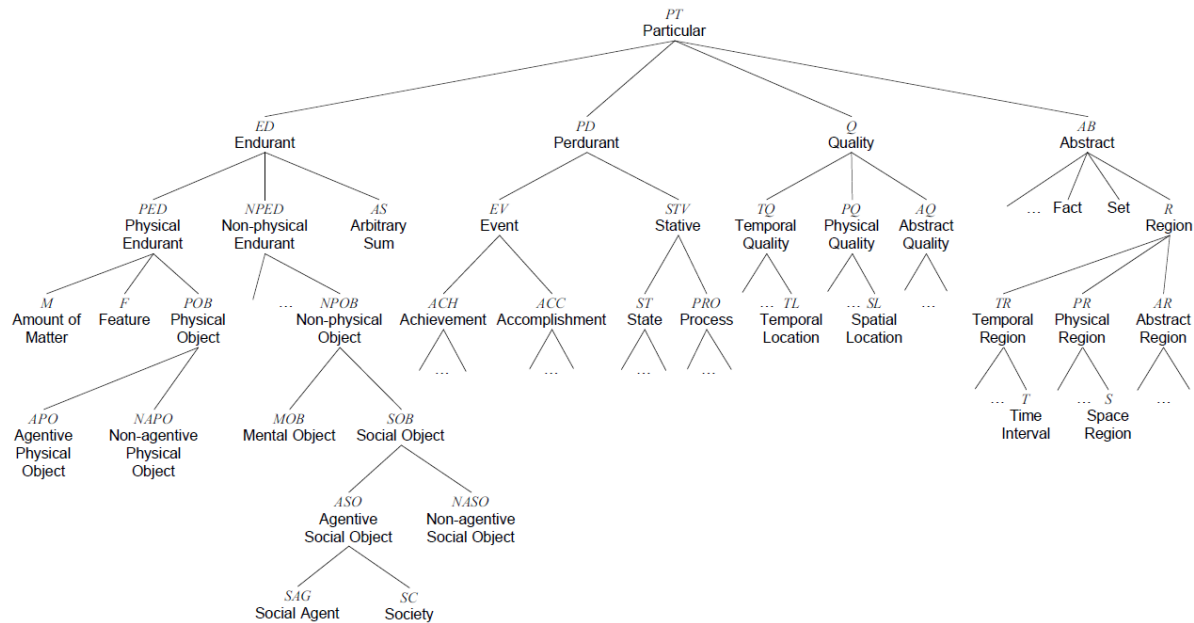 PT
Particular
ED
Endurant
PD
Perdurant
Q
Quality
AB
Abstract
PED
Physical
Endurant
NPED
Non-physical
Endurant
AS
Arbitrary
Sum
EV
Event
STV
Stative
TQ
Temporal
Quality
PQ
Physical
Quality
AQ
Abstract
Quality
…
Fact
Set
R
Region
M
Amount of
Matter
F
Feature
POB
Physical
Object
…
NPOB
Non-physical
Object
ACH
Achievement
ACC
Accomplishment
ST
State
PRO
Process
…
TL
Temporal
Location
…
SL
Spatial
Location
…
TR
Temporal
Region
PR
Physical
Region
AR
Abstract
Region
…
…
…
…
APO
Agentive
Physical
Object
NAPO
Non-agentive
Physical
Object
MOB
Mental Object
SOB
Social Object
…
T
Time
Interval
…
S
Space
Region
…
ASO
Agentive
Social Object
NASO
Non-agentive
Social Object
SAG
Social Agent
SC
Society